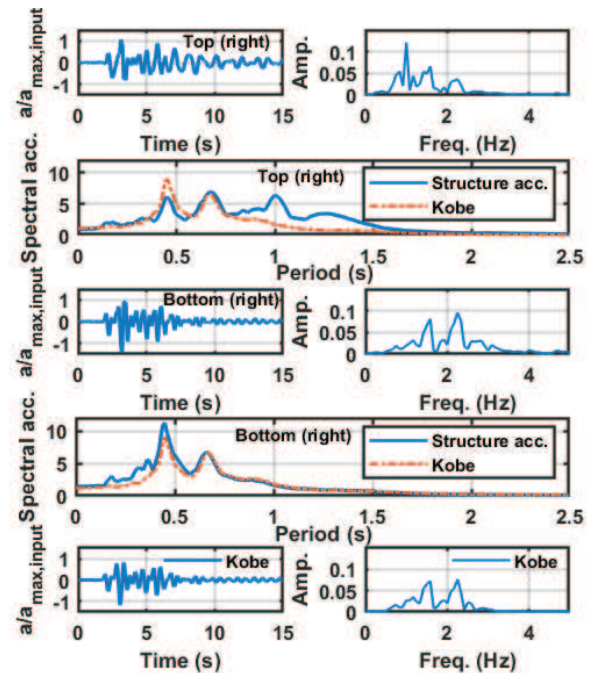 a/a max,input
1
0
-1
Top (right)
0 5 10 15
Time (s)
Amp.
0.1
0.05
0
0 2 4
Freq. (Hz)
Spectral acc.
10
5
0
Top (right)
Structure acc.
Kobe
0 0.5 1 1.5 2 2.5
Period (s)
a/a max,input
1
0
-1
Bottom (right)
0 5 10 15
Time (s)
Amp.
0.1
0.05
0
0 2 4
Freq. (Hz)
Spectral acc.
10
5
0
Bottom (right)
Structure acc.
Kobe
0 0.5 1 1.5 2 2.5
Period (s)
a/a max,input
1
0
-1
Kobe
0 5 10 15
Time (s)
Amp.
0.1
0.05
0
Kobe
0 2 4
Freq. (Hz)